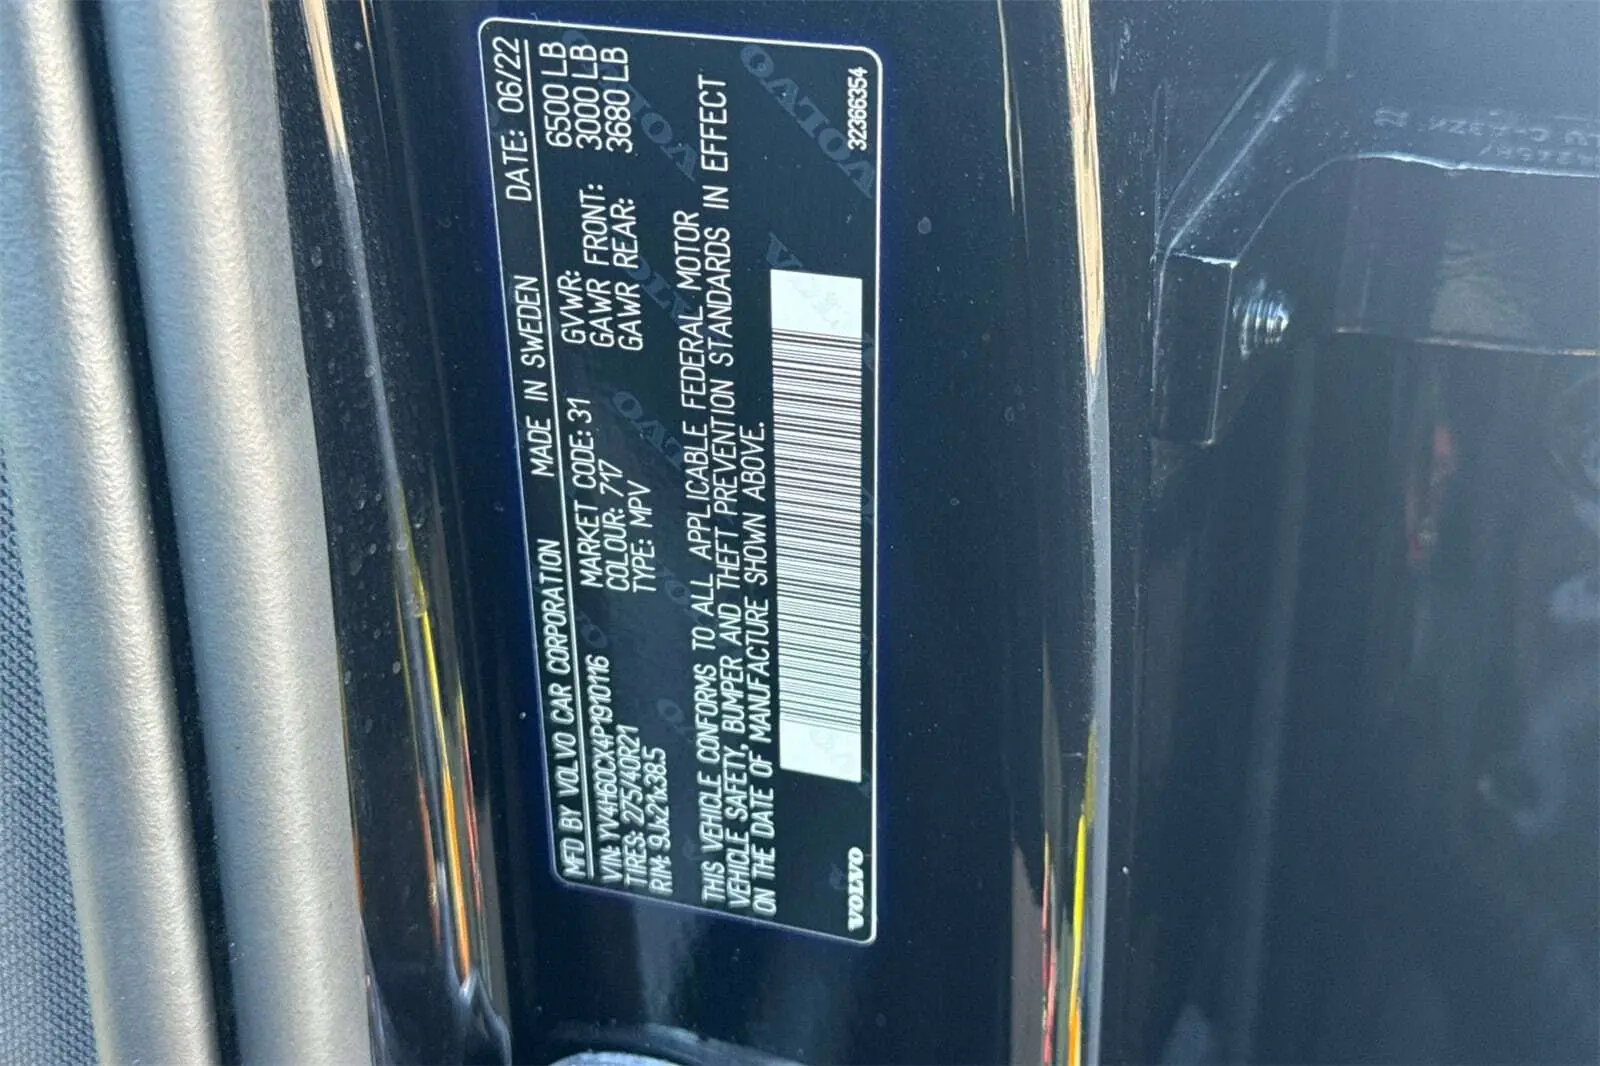 MFD BY VOLVO CAR CORPORATION MADE IN SWEDEN DATE: 06/22
VIN: YV4H60CX4P1910116 MARKET CODE: 31 GVWR: 6500 LB
TIRES: 275/40R21 COLOUR: 717 GAWR FRONT: 3000 LB
RIM: 9Jx21x38.5 TYPE: MPV GAWR REAR: 3680 LB
THIS VEHICLE CONFORMS TO ALL APPLICABLE FEDERAL MOTOR
VEHICLE SAFETY, BUMPER AND THEFT PREVENTION STANDARDS IN EFFECT
ON THE DATE OF MANUFACTURE SHOWN ABOVE.
VOLVO 32366354